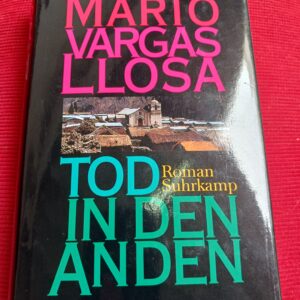 MARIO
VARGAS
LLOSA
TOD
Roman
Suhrkamp
IN DEN
ANDEN